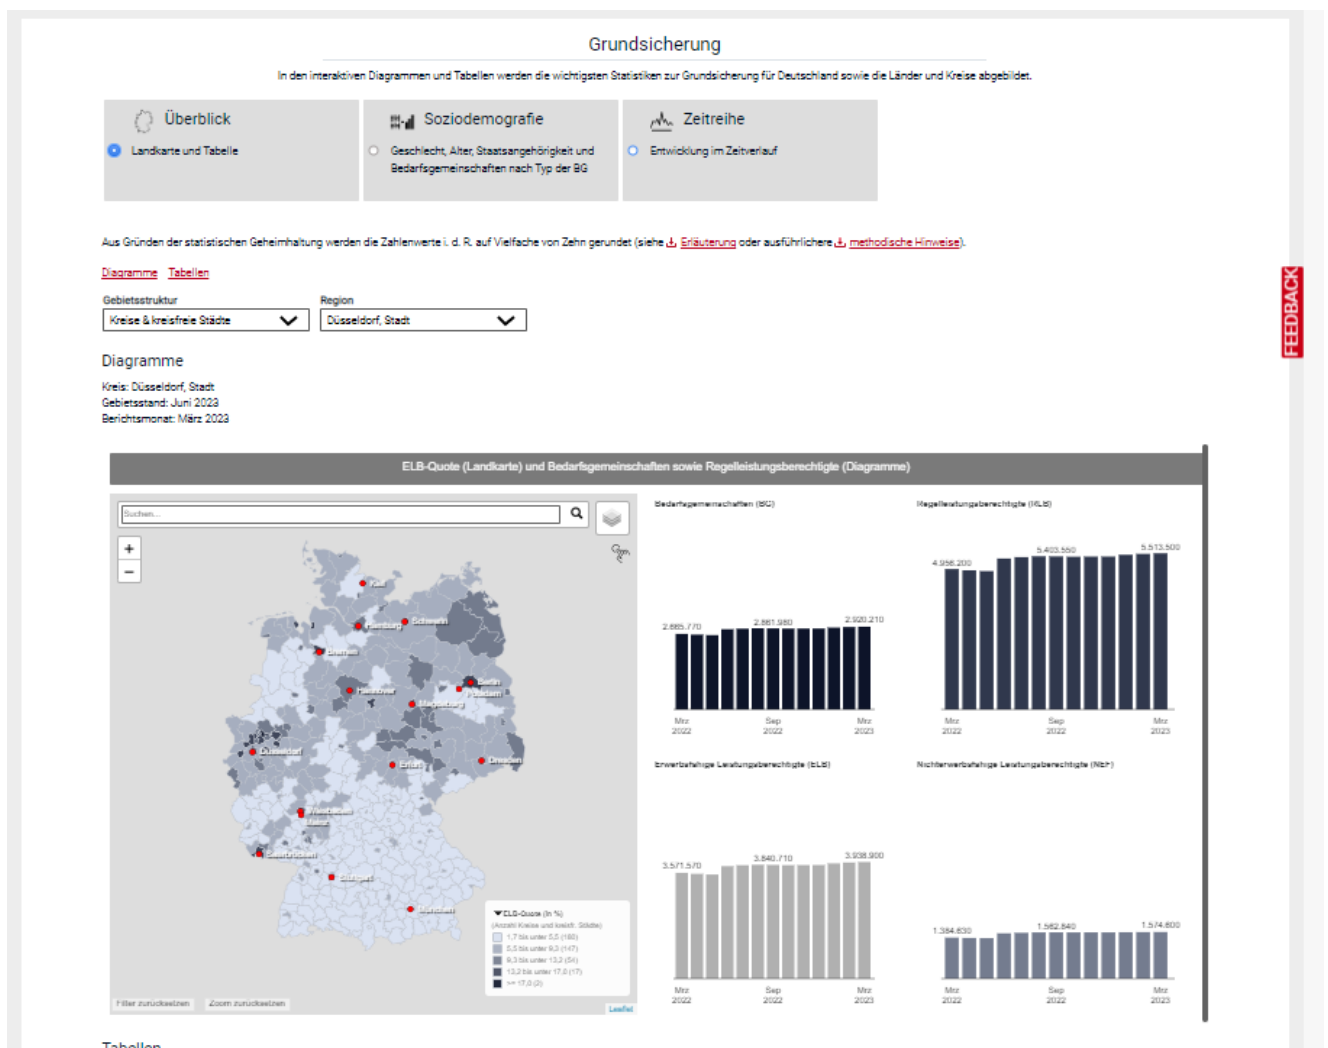 Grundsicherung
In den interaktiven Diagrammen und Tabellen werden die wichtigsten Statistiken zur Grundsicherung für Deutschland sowie die Länder und Kreise abgebildet.
Überblick
Landkarte und Tabelle
Soziodemografie
Geschlecht, Alter, Staatsangehörigkeit und
Bedarfsgemeinschaften nach Typ der BG
Zeitreihe
Entwicklung im Zeitverlauf
Aus Gründen der statistischen Geheimhaltung werden die Zahlenwerte i. d. R. auf Vielfache von Zehn gerundet (siehe Erläuterung oder ausführlichere methodische Hinweise).
Diagramme Tabellen
Gebietsstruktur
Kreise & kreisfreie Städte
Region
Düsseldorf, Stadt
FEEDBACK
Diagramme
Kreis: Düsseldorf, Stadt
Gebietsstand: Juni 2023
Berichtsmonat: März 2023
ELB-Quote (Landkarte) und Bedarfsgemeinschaften sowie Regelleistungsberechtigte (Diagramme)
Suchen...
+
−
Kiel
Schwerin
Hamburg
Bremen
Berlin
Potsdam
Hannover
Magdeburg
Düsseldorf
Erfurt
Dresden
Wiesbaden
Mainz
Saarbrücken
Stuttgart
München
ELB-Quote (in %)
(Anzahl Kreise und kreisfr. Städte)
1,7 bis unter 5,5 (180)
5,5 bis unter 9,3 (147)
9,3 bis unter 13,2 (54)
13,2 bis unter 17,0 (17)
>= 17,0 (2)
Filter zurücksetzen Zoom zurücksetzen
Leaflet
Bedarfsgemeinschaften (BG)
2.865.770 2.861.980 2.920.210
Mrz 2022 Sep 2022 Mrz 2023
Regelleistungsberechtigte (RLB)
4.956.200 5.403.550 5.513.500
Mrz 2022 Sep 2022 Mrz 2023
Erwerbsfähige Leistungsberechtigte (ELB)
3.571.570 3.840.710 3.938.900
Mrz 2022 Sep 2022 Mrz 2023
Nichterwerbsfähige Leistungsberechtigte (NEF)
1.384.630 1.562.840 1.574.600
Mrz 2022 Sep 2022 Mrz 2023
Tabellen